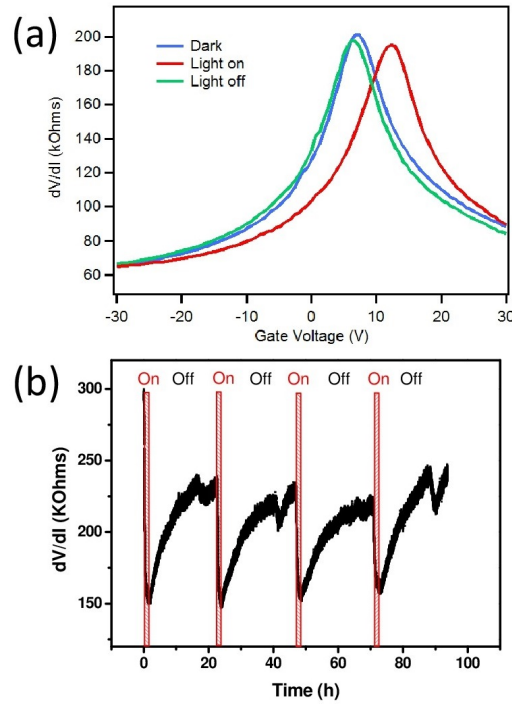 (a)
200
180
160
140
120
100
80
60
dV/dI (kOhms)
Dark
Light on
Light off
-30 -20 -10 0 10 20 30
Gate Voltage (V)
(b)
On Off On Off On Off On Off
300
250
200
150
dV/dI (KOhms)
0 20 40 60 80 100
Time (h)